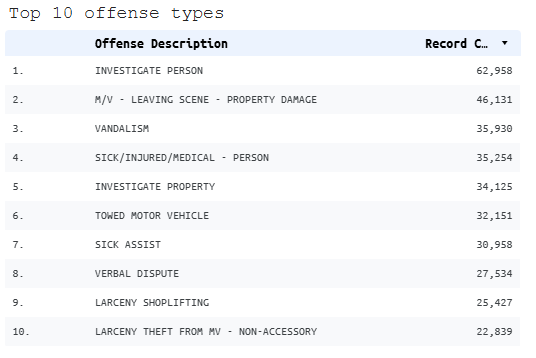 Top 10 offense types
Offense Description Record C… ▼
1. INVESTIGATE PERSON 62,958
2. M/V - LEAVING SCENE - PROPERTY DAMAGE 46,131
3. VANDALISM 35,930
4. SICK/INJURED/MEDICAL - PERSON 35,254
5. INVESTIGATE PROPERTY 34,125
6. TOWED MOTOR VEHICLE 32,151
7. SICK ASSIST 30,958
8. VERBAL DISPUTE 27,534
9. LARCENY SHOPLIFTING 25,427
10. LARCENY THEFT FROM MV - NON-ACCESSORY 22,839